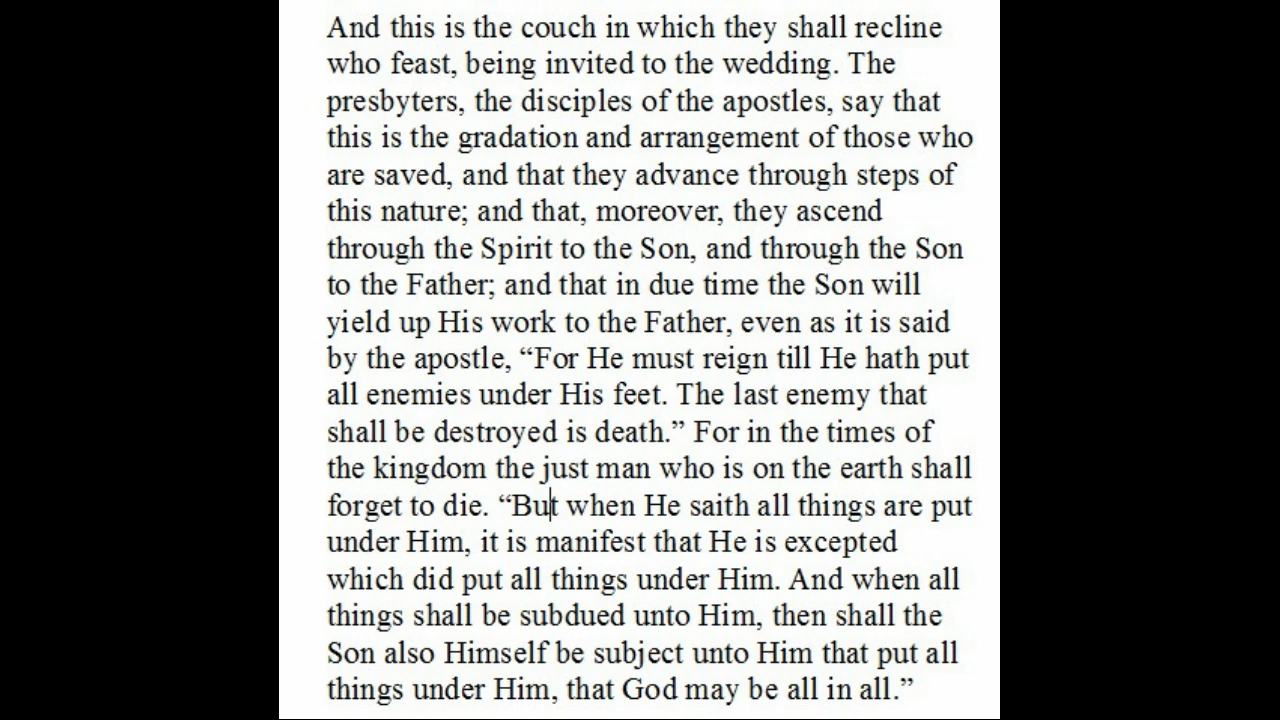 And this is the couch in which they shall recline
who feast, being invited to the wedding. The
presbyters, the disciples of the apostles, say that
this is the gradation and arrangement of those who
are saved, and that they advance through steps of
this nature; and that, moreover, they ascend
through the Spirit to the Son, and through the Son
to the Father; and that in due time the Son will
yield up His work to the Father, even as it is said
by the apostle, “For He must reign till He hath put
all enemies under His feet. The last enemy that
shall be destroyed is death.” For in the times of
the kingdom the just man who is on the earth shall
forget to die. “But when He saith all things are put
under Him, it is manifest that He is excepted
which did put all things under Him. And when all
things shall be subdued unto Him, then shall the
Son also Himself be subject unto Him that put all
things under Him, that God may be all in all.”